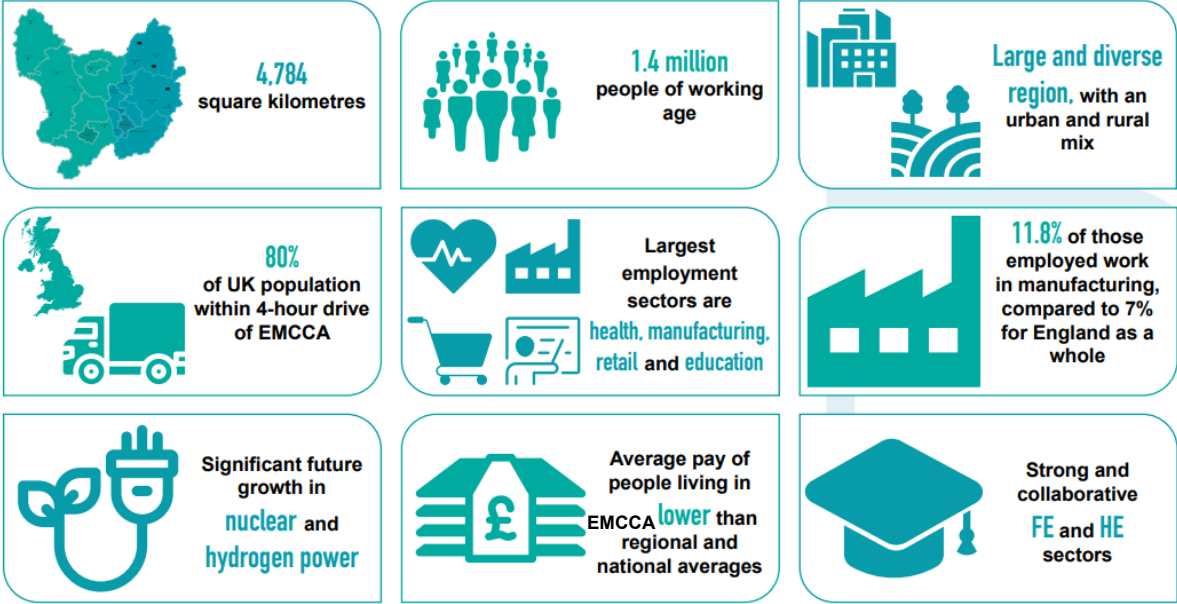 4,784
square kilometres
1.4 million
people of working
age
Large and diverse
region, with an
urban and rural
mix
80%
of UK population
within 4-hour drive
of EMCCA
Largest
employment
sectors are
health, manufacturing,
retail and education
11.8% of those
employed work
in manufacturing,
compared to 7%
for England as a
whole
Significant future
growth in
nuclear and
hydrogen power
£
Average pay of
people living in
EMCCA lower than
regional and
national averages
Strong and
collaborative
FE and HE
sectors